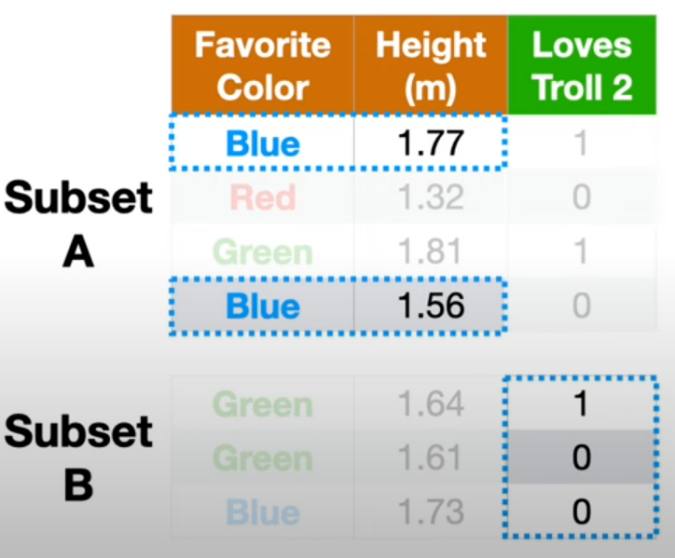 Favorite Color Height (m) Loves Troll 2
Subset A
Blue 1.77 1
Red 1.32 0
Green 1.81 1
Blue 1.56 0
Subset B
Green 1.64 1
Green 1.61 0
Blue 1.73 0